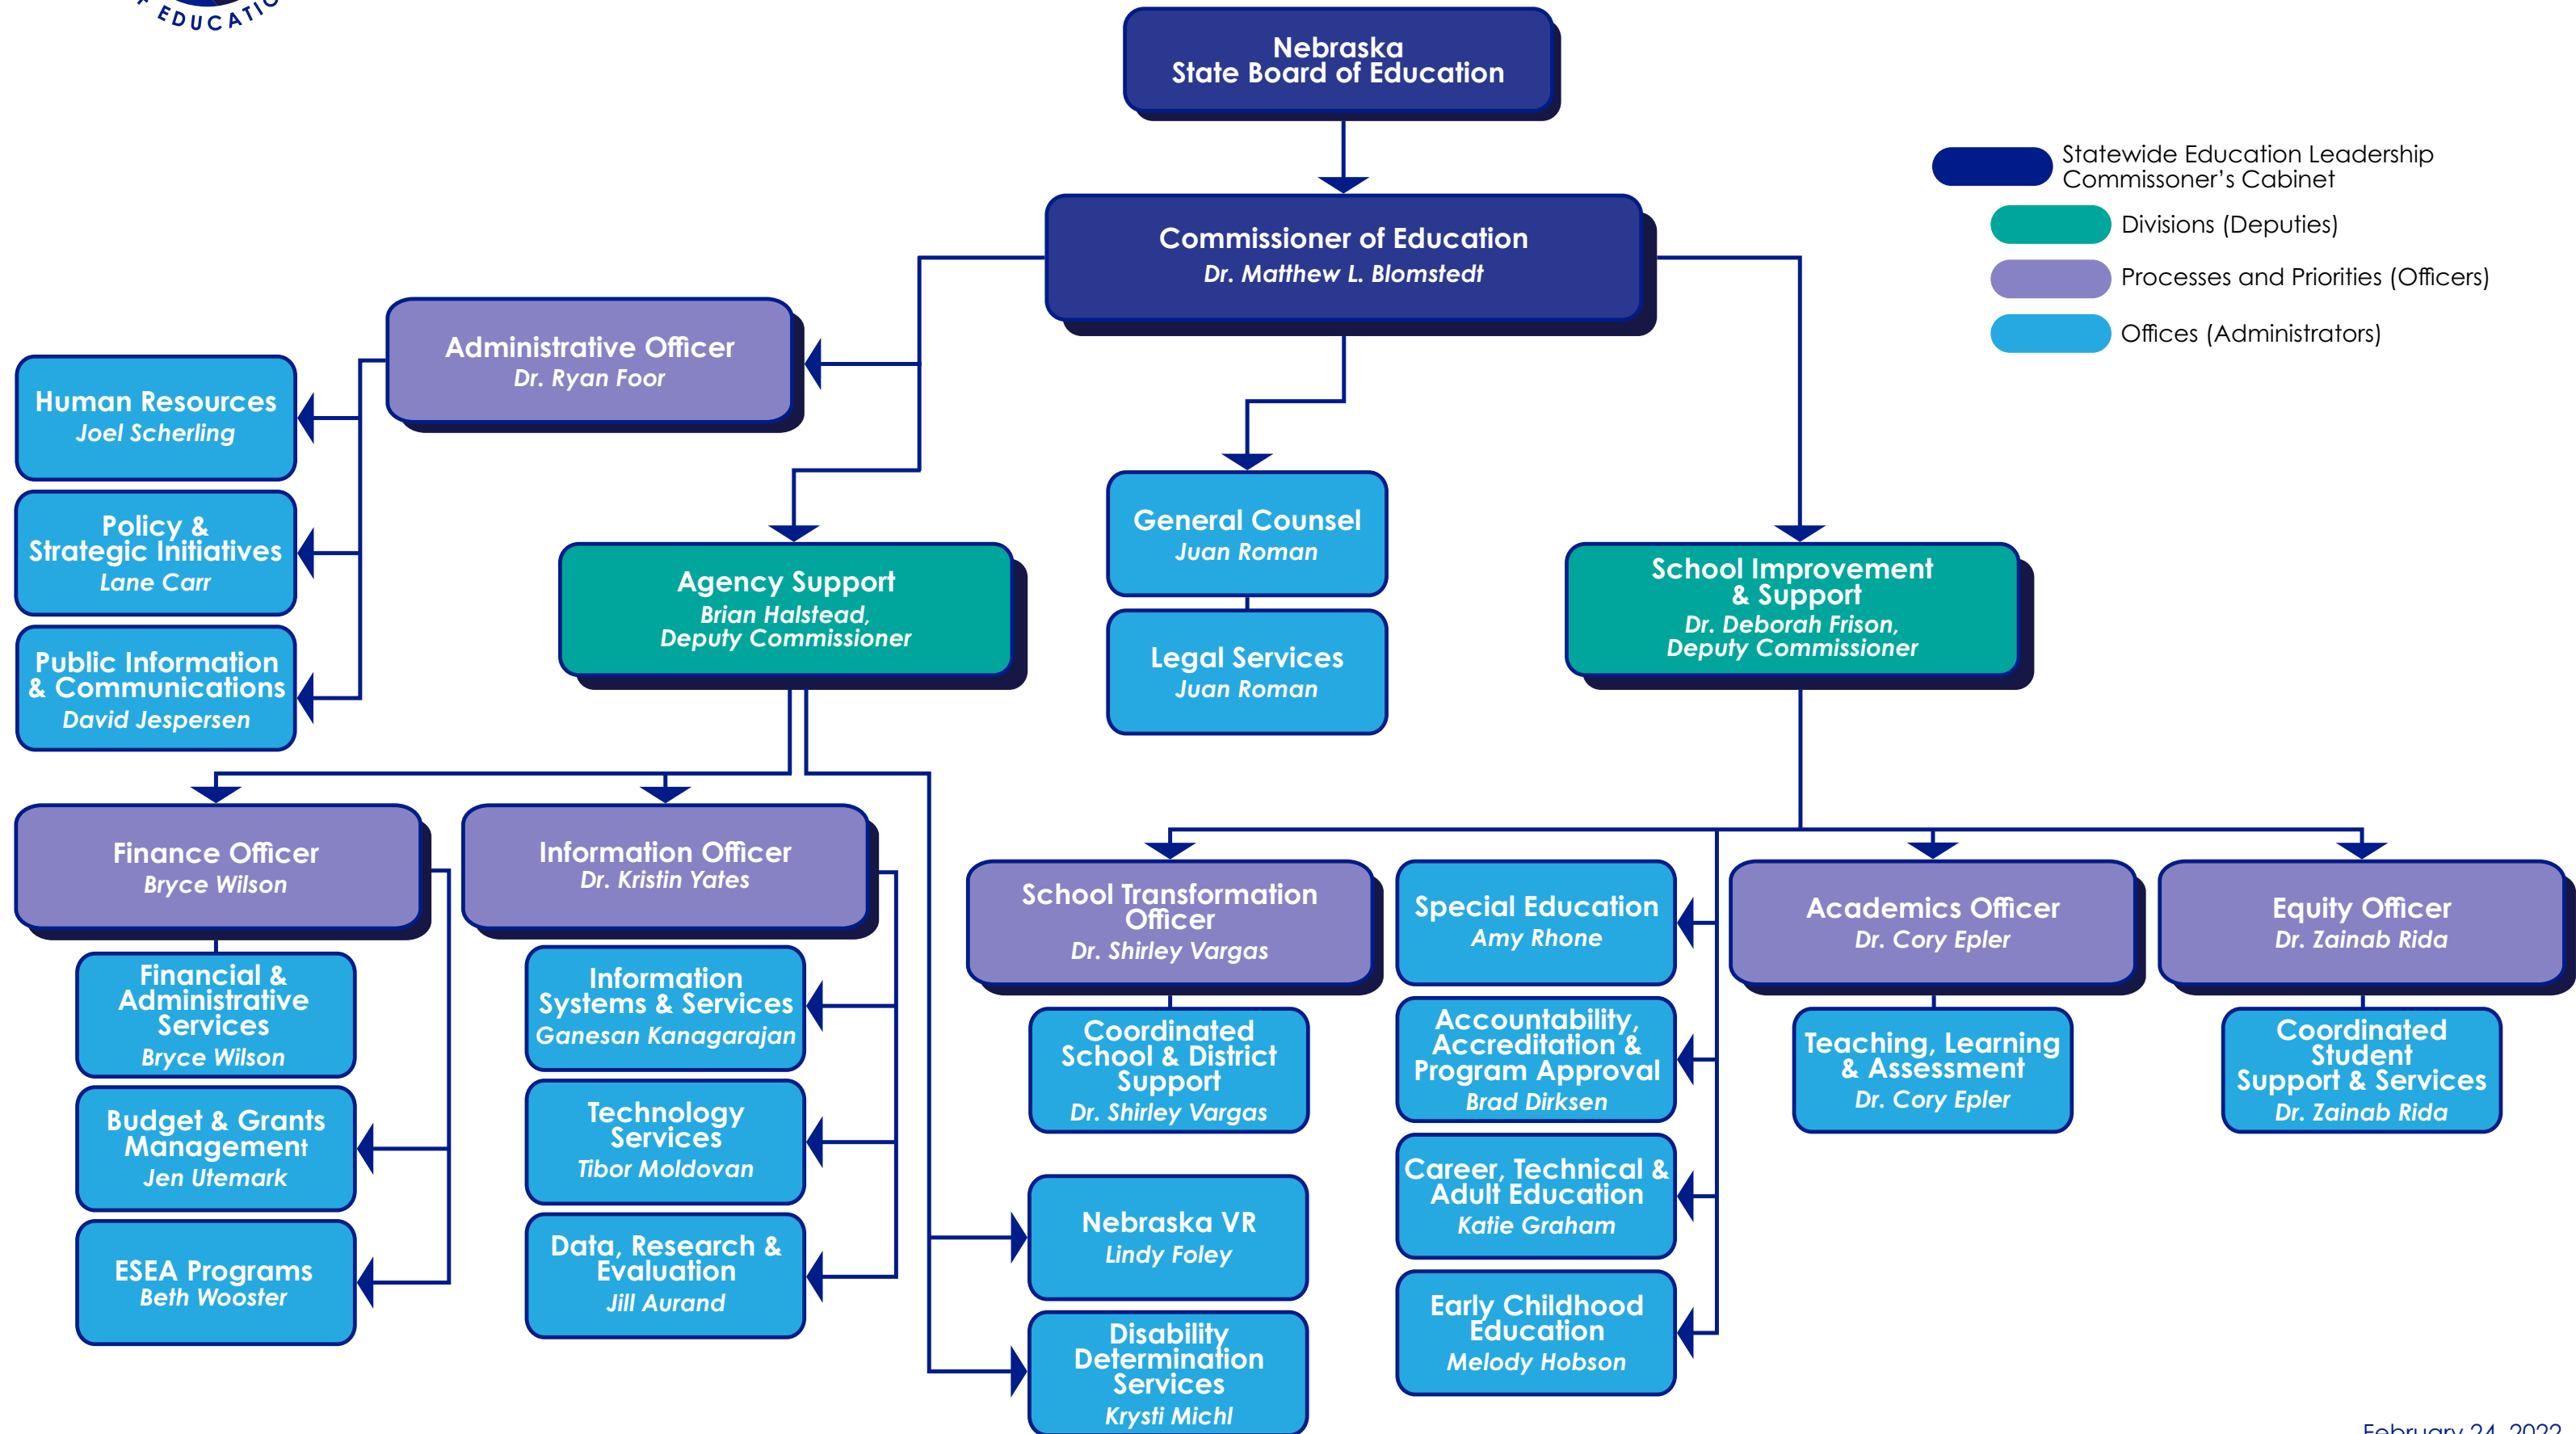 OF EDUCATIO
Nebraska
State Board of Education
Statewide Education Leadership
Commissoner's Cabinet
Divisions (Deputies)
Processes and Priorities (Officers)
Offices (Administrators)
Commissioner of Education
Dr. Matthew L. Blomstedt
Administrative Officer
Dr. Ryan Foor
Human Resources
Joel Scherling
Policy &
Strategic Initiatives
Lane Carr
Public Information
& Communications
David Jespersen
Agency Support
Brian Halstead,
Deputy Commissioner
General Counsel
Juan Roman
Legal Services
Juan Roman
School Improvement
& Support
Dr. Deborah Frison,
Deputy Commissioner
Finance Officer
Bryce Wilson
Financial &
Administrative
Services
Bryce Wilson
Budget & Grants
Management
Jen Utemark
ESEA Programs
Beth Wooster
Information Officer
Dr. Kristin Yates
Information
Systems & Services
Ganesan Kanagarajan
Technology
Services
Tibor Moldovan
Data, Research &
Evaluation
Jill Aurand
School Transformation
Officer
Dr. Shirley Vargas
Coordinated
School & District
Support
Dr. Shirley Vargas
Nebraska VR
Lindy Foley
Disability
Determination
Services
Krysti Michl
Special Education
Amy Rhone
Accountability,
Accreditation &
Program Approval
Brad Dirksen
Career, Technical &
Adult Education
Katie Graham
Early Childhood
Education
Melody Hobson
Academics Officer
Dr. Cory Epler
Teaching, Learning
& Assessment
Dr. Cory Epler
Equity Officer
Dr. Zainab Rida
Coordinated
Student
Support & Services
Dr. Zainab Rida
February 24, 2022